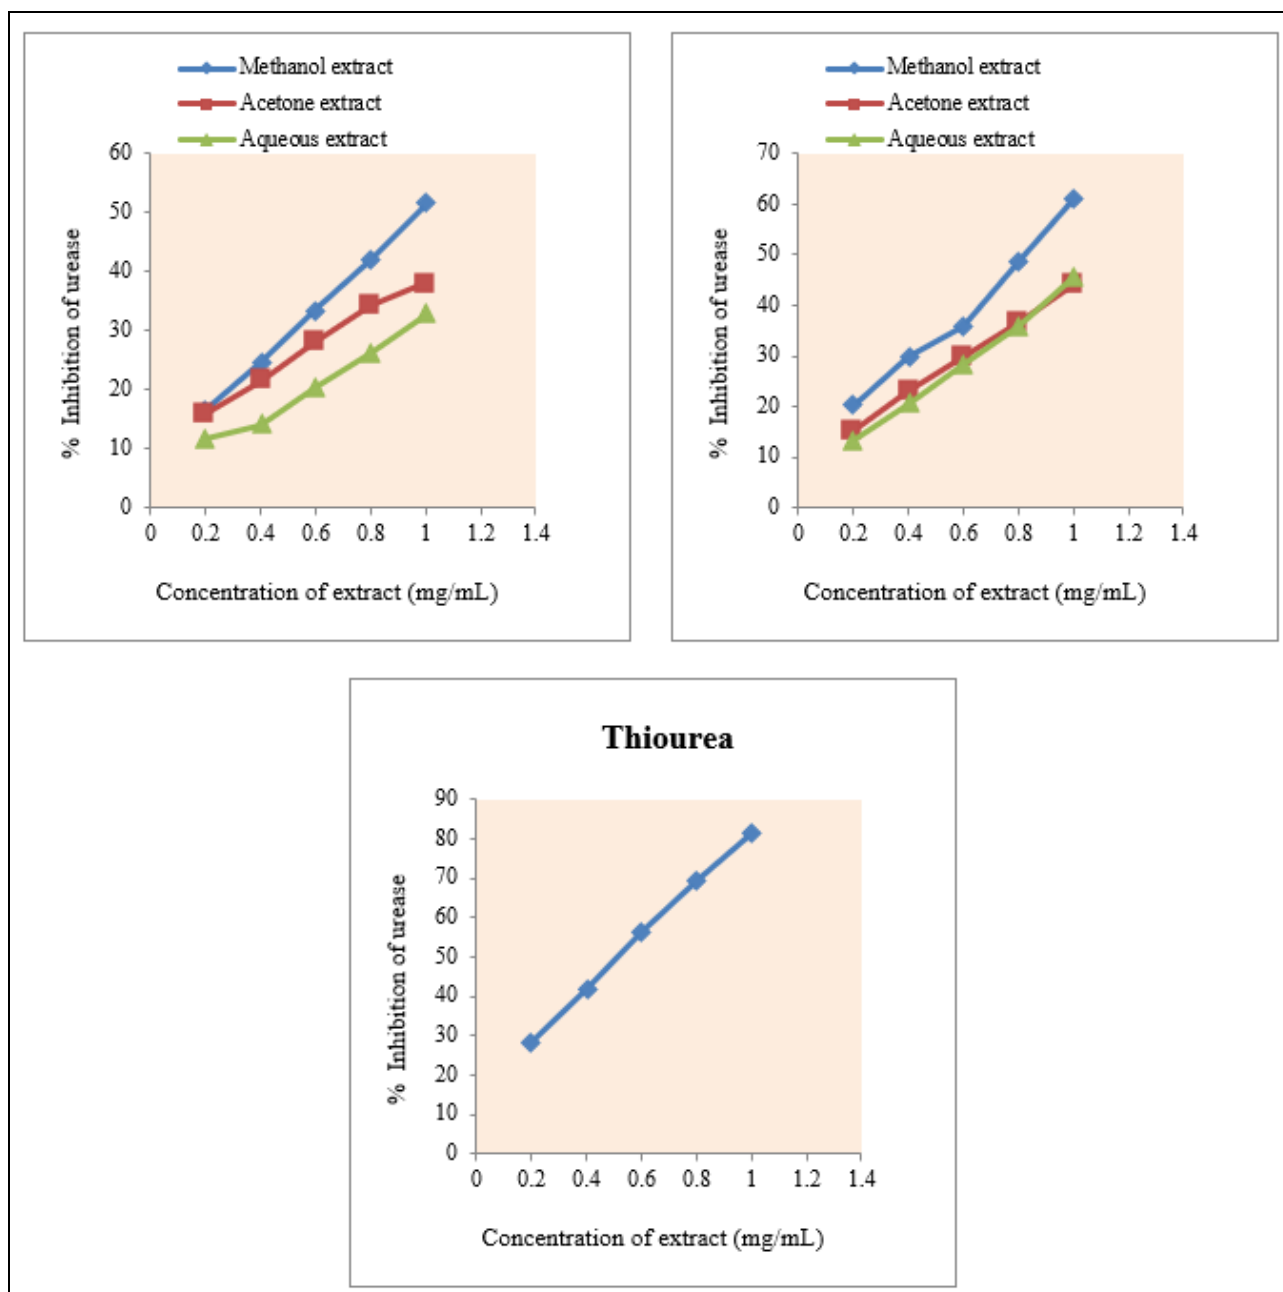 Methanol extract
Acetone extract
Aqueous extract
60
50
40
30
20
10
0
% Inhibition of urease
0 0.2 0.4 0.6 0.8 1 1.2 1.4
Concentration of extract (mg/mL)
Methanol extract
Acetone extract
Aqueous extract
70
60
50
40
30
20
10
0
% Inhibition of urease
0 0.2 0.4 0.6 0.8 1 1.2 1.4
Concentration of extract (mg/mL)
Thiourea
90
80
70
60
50
40
30
20
10
0
% Inhibition of urease
0 0.2 0.4 0.6 0.8 1 1.2 1.4
Concentration of extract (mg/mL)